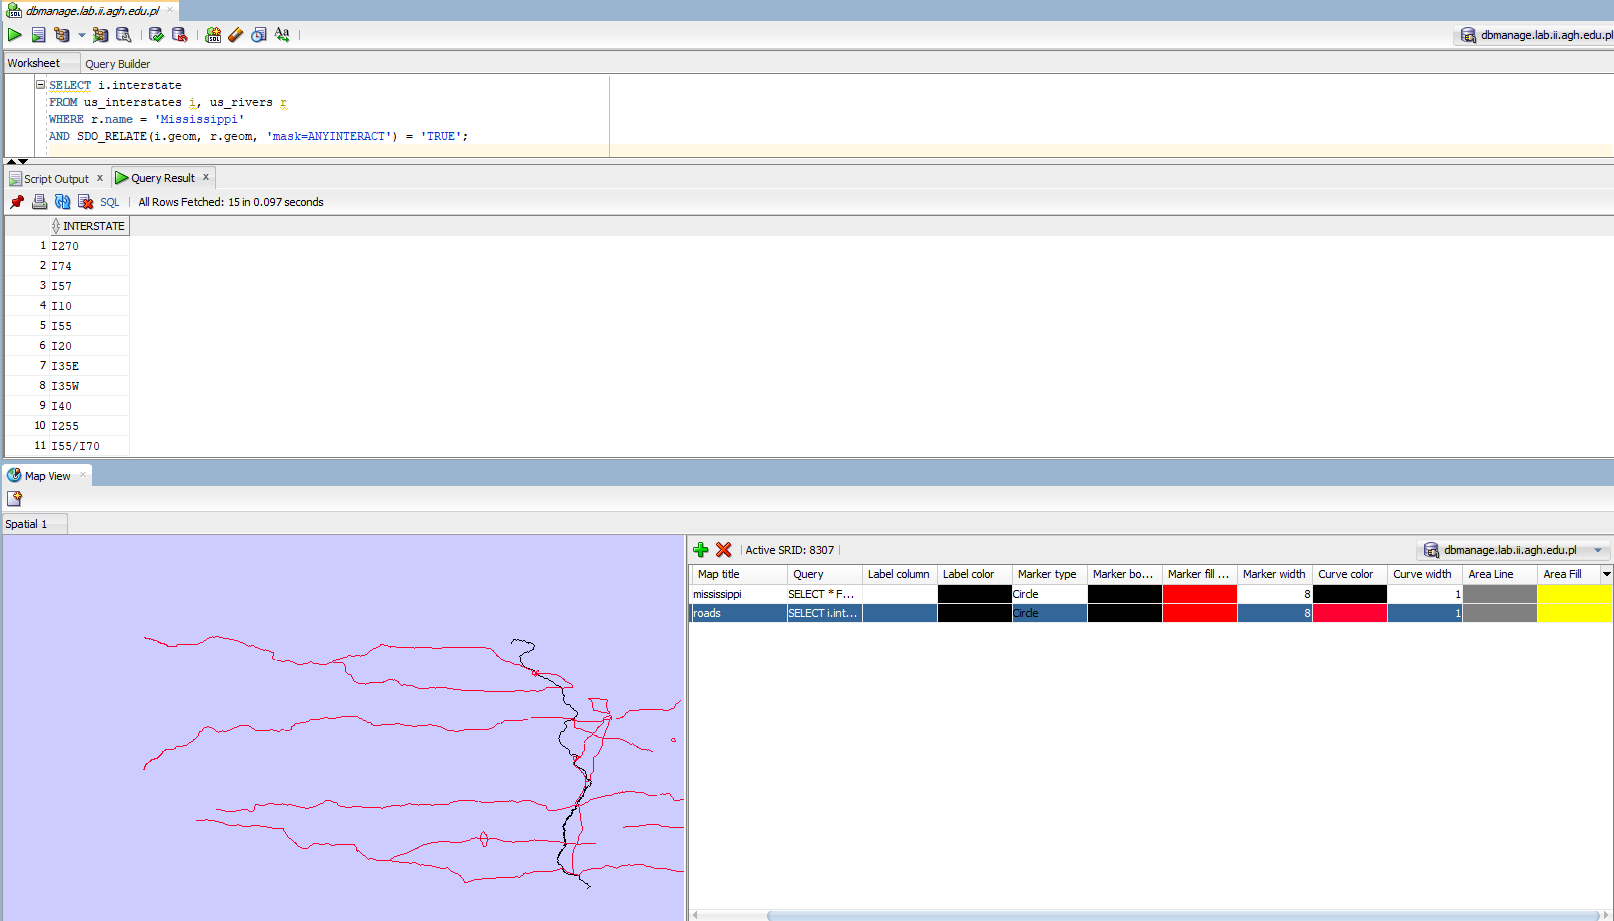 dbmanage.lab.ii.agh.edu.pl
dbmanage.lab.ii.agh.edu.pl
Worksheet Query Builder
SELECT i.interstate
FROM us_interstates i, us_rivers r
WHERE r.name = 'Mississippi'
AND SDO_RELATE(i.geom, r.geom, 'mask=ANYINTERACT') = 'TRUE';
Script Output x Query Result x
SQL All Rows Fetched: 15 in 0.097 seconds
INTERSTATE
1 I270
2 I74
3 I57
4 I10
5 I55
6 I20
7 I35E
8 I35W
9 I40
10 I255
11 I55/I70
Map View
Spatial 1
Active SRID: 8307 dbmanage.lab.ii.agh.edu.pl
Map title Query Label column Label color Marker type Marker bo... Marker fill ... Marker width Curve color Curve width Area Line Area Fill
mississippi SELECT * F... Circle 8 1
roads SELECT i.int... Circle 8 1